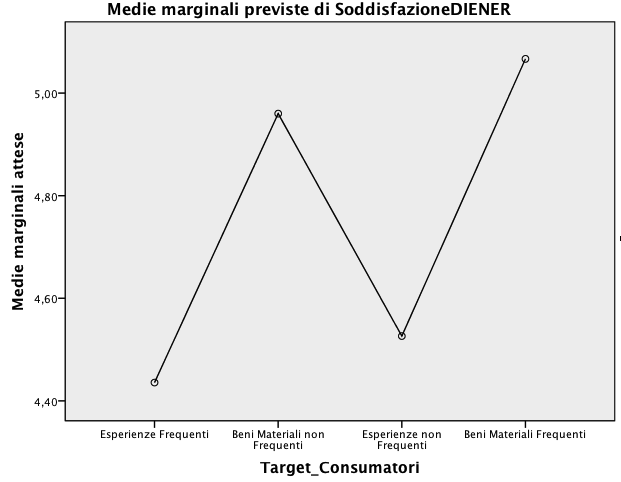 Medie marginali previste di SoddisfazioneDIENER
Medie marginali attese
5,00
4,80
4,60
4,40
Esperienze Frequenti
Beni Materiali non
Frequenti
Esperienze non
Frequenti
Beni Materiali Frequenti
Target_Consumatori